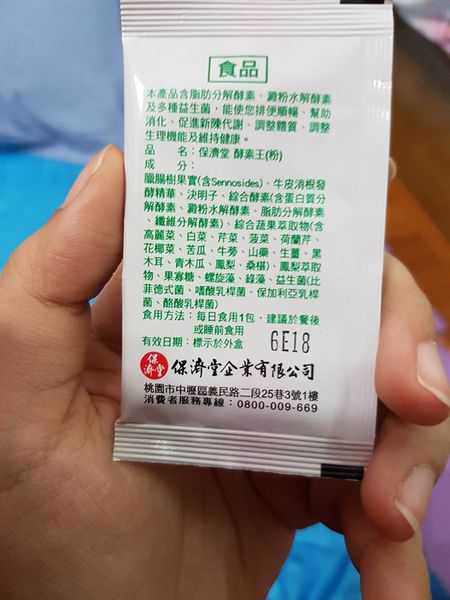 食品
本產品含脂肪分解酵素、澱粉水解酵素
及多種益生菌，能使您排便順暢、幫助
消化、促進新陳代謝、調整體質、調整
生理機能及維持健康。
品 名：保濟堂 酵素王(粉)
成 分：
臘腸樹果實(含Sennosides)、牛皮消根發
酵精華、決明子、綜合酵素(含蛋白質分
解酵素、澱粉水解酵素、脂肪分解酵素
、纖維分解酵素)、綜合蔬果萃取物(含
高麗菜、白菜、芹菜、菠菜、荷蘭芹、
花椰菜、苦瓜、牛蒡、山藥、生薑、黑
木耳、青木瓜、鳳梨、桑椹)、鳳梨萃取
物、果寡糖、螺旋藻、綠藻、益生菌(比
菲德式菌、嗜酸乳桿菌、保加利亞乳桿
菌、酪酸乳桿菌)
食用方法：每日食用1包，建議於餐後
或睡前食用
有效日期：標示於外盒 6E18
保濟堂 保濟堂企業有限公司
桃園市中壢區義民路二段25巷3號1樓
消費者服務專線：0800-009-669